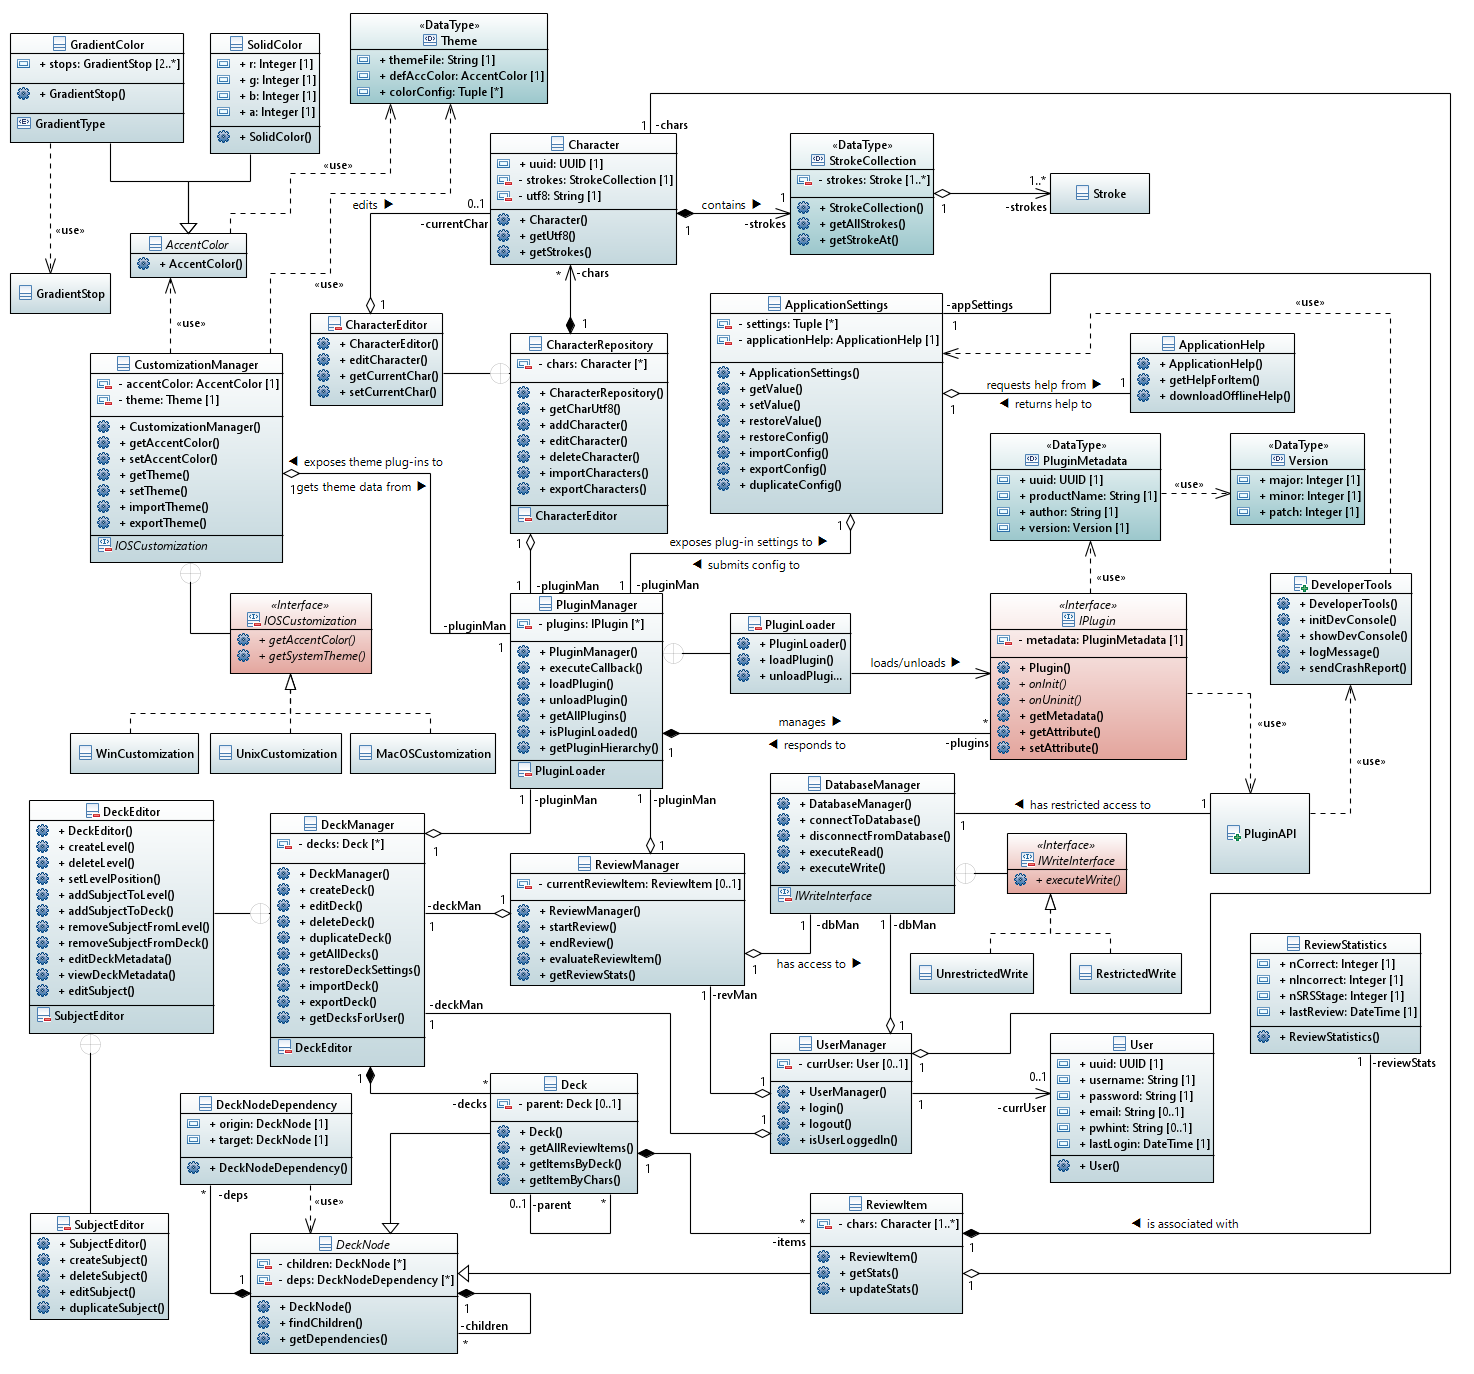 GradientColor
+ stops: GradientStop [2..*]
+ GradientStop()
GradientType
SolidColor
+ r: Integer [1]
+ g: Integer [1]
+ b: Integer [1]
+ a: Integer [1]
+ SolidColor()
«DataType»
Theme
+ themeFile: String [1]
+ defAccColor: AccentColor [1]
+ colorConfig: Tuple [*]
«use»
«use»
«use»
«use»
AccentColor
+ AccentColor()
GradientStop
1 -chars
Character
+ uuid: UUID [1]
- strokes: StrokeCollection [1]
- utf8: String [1]
+ Character()
+ getUtf8()
+ getStrokes()
edits ▶
0..1
-currentChar
1
contains ▶
1
1
-strokes
«DataType»
StrokeCollection
- strokes: Stroke [1..*]
+ StrokeCollection()
+ getAllStrokes()
+ getStrokeAt()
1..*
1
-strokes
Stroke
* -chars
1
CharacterEditor
+ CharacterEditor()
+ editCharacter()
+ getCurrentChar()
+ setCurrentChar()
CharacterRepository
- chars: Character [*]
+ CharacterRepository()
+ getCharUtf8()
+ addCharacter()
+ editCharacter()
+ deleteCharacter()
+ importCharacters()
+ exportCharacters()
CharacterEditor
ApplicationSettings
- settings: Tuple [*]
- applicationHelp: ApplicationHelp [1]
+ ApplicationSettings()
+ getValue()
+ setValue()
+ restoreValue()
+ restoreConfig()
+ importConfig()
+ exportConfig()
+ duplicateConfig()
-appSettings
1
«use»
ApplicationHelp
+ ApplicationHelp()
+ getHelpForItem()
+ downloadOfflineHelp()
requests help from ▶
1
◀ returns help to
1
CustomizationManager
- accentColor: AccentColor [1]
- theme: Theme [1]
+ CustomizationManager()
+ getAccentColor()
+ setAccentColor()
+ getTheme()
+ setTheme()
+ importTheme()
+ exportTheme()
IOSCustomization
◀ exposes theme plug-ins to
1
gets theme data from ▶
-pluginMan
1
«DataType»
PluginMetadata
+ uuid: UUID [1]
+ productName: String [1]
+ author: String [1]
+ version: Version [1]
«use»
«DataType»
Version
+ major: Integer [1]
+ minor: Integer [1]
+ patch: Integer [1]
1
1 -pluginMan
1
exposes plug-in settings to ▶
◀ submits config to
1 -pluginMan
«use»
«Interface»
IOSCustomization
+ getAccentColor()
+ getSystemTheme()
PluginManager
- plugins: IPlugin [*]
+ PluginManager()
+ executeCallback()
+ loadPlugin()
+ unloadPlugin()
+ getAllPlugins()
+ isPluginLoaded()
+ getPluginHierarchy()
PluginLoader
PluginLoader
+ PluginLoader()
+ loadPlugin()
+ unloadPlugi...
loads/unloads ▶
manages ▶
1
◀ responds to
*
-plugins
«Interface»
IPlugin
- metadata: PluginMetadata [1]
+ Plugin()
+ onInit()
+ onUninit()
+ getMetadata()
+ getAttribute()
+ setAttribute()
DeveloperTools
+ DeveloperTools()
+ initDevConsole()
+ showDevConsole()
+ logMessage()
+ sendCrashReport()
«use»
«use»
WinCustomization
UnixCustomization
MacOSCustomization
DeckEditor
+ DeckEditor()
+ createLevel()
+ deleteLevel()
+ setLevelPosition()
+ addSubjectToLevel()
+ addSubjectToDeck()
+ removeSubjectFromLevel()
+ removeSubjectFromDeck()
+ editDeckMetadata()
+ viewDeckMetadata()
+ editSubject()
SubjectEditor
DeckManager
- decks: Deck [*]
+ DeckManager()
+ createDeck()
+ editDeck()
+ deleteDeck()
+ duplicateDeck()
+ getAllDecks()
+ restoreDeckSettings()
+ importDeck()
+ exportDeck()
+ getDecksForUser()
DeckEditor
1 -pluginMan
1
1 -pluginMan
1
ReviewManager
- currentReviewItem: ReviewItem [0..1]
+ ReviewManager()
+ startReview()
+ endReview()
+ evaluateReviewItem()
+ getReviewStats()
-deckMan
1
1
DatabaseManager
+ DatabaseManager()
+ connectToDatabase()
+ disconnectFromDatabase()
+ executeRead()
+ executeWrite()
IWriteInterface
◀ has restricted access to
1
1
PluginAPI
«Interface»
IWriteInterface
+ executeWrite()
UnrestrictedWrite
RestrictedWrite
1 -dbMan
1
has access to ▶
1 -dbMan
1
ReviewStatistics
+ nCorrect: Integer [1]
+ nIncorrect: Integer [1]
+ nSRSStage: Integer [1]
+ lastReview: DateTime [1]
+ ReviewStatistics()
1 -reviewStats
-deckMan
1
1
1 -revMan
1
UserManager
- currUser: User [0..1]
+ UserManager()
+ login()
+ logout()
+ isUserLoggedIn()
1
0..1
1
-currUser
User
+ uuid: UUID [1]
+ username: String [1]
+ password: String [1]
+ email: String [0..1]
+ pwhint: String [0..1]
+ lastLogin: DateTime [1]
+ User()
1
*
-decks
Deck
- parent: Deck [0..1]
+ Deck()
+ getAllReviewItems()
+ getItemsByDeck()
+ getItemByChars()
0..1 -parent
*
1
*
-items
DeckNodeDependency
+ origin: DeckNode [1]
+ target: DeckNode [1]
+ DeckNodeDependency()
* -deps
1
«use»
SubjectEditor
+ SubjectEditor()
+ createSubject()
+ deleteSubject()
+ editSubject()
+ duplicateSubject()
DeckNode
- children: DeckNode [*]
- deps: DeckNodeDependency [*]
+ DeckNode()
+ findChildren()
+ getDependencies()
1
-children
*
ReviewItem
- chars: Character [1..*]
+ ReviewItem()
+ getStats()
+ updateStats()
◀ is associated with
1
1